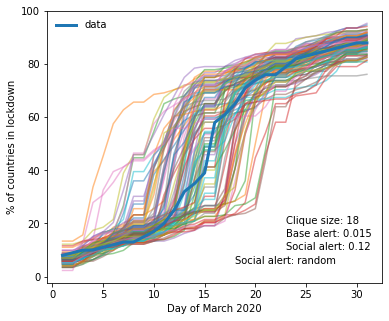 data
% of countries in lockdown
100
80
60
40
20
0
Clique size: 18
Base alert: 0.015
Social alert: 0.12
Social alert: random
0
5
10
15
20
25
30
Day of March 2020